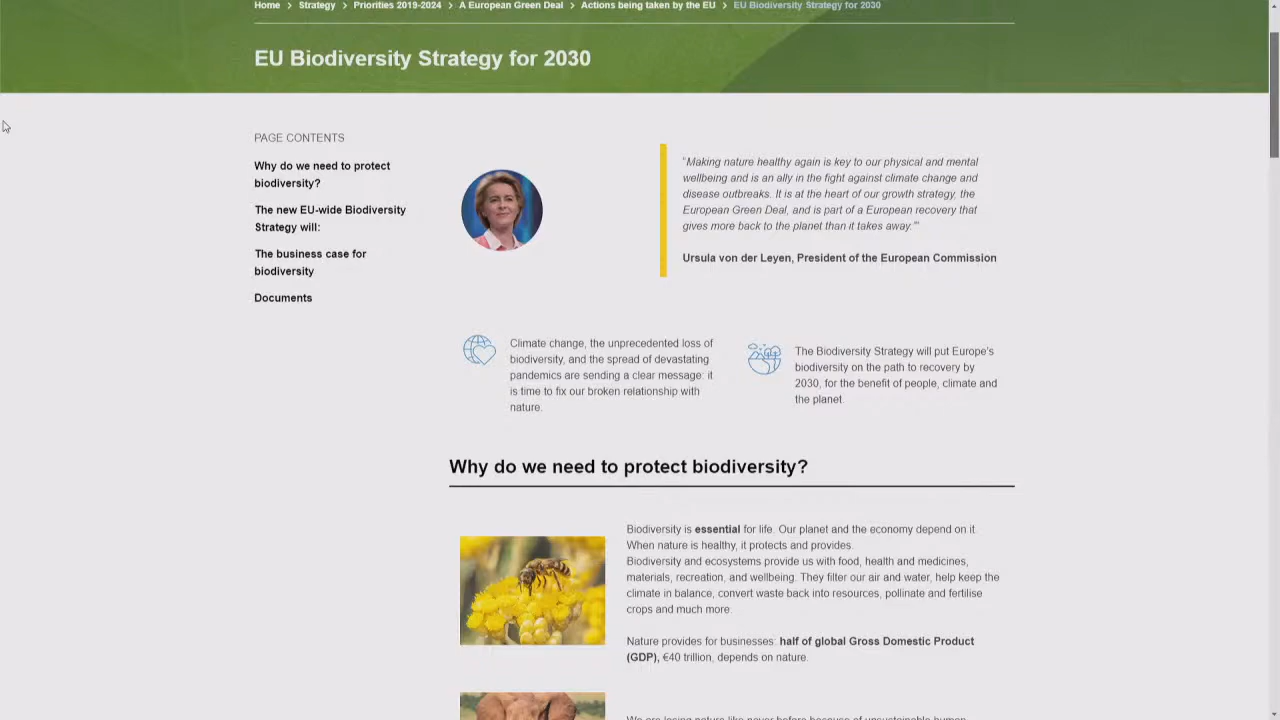 Home > Strategy > Priorities 2019-2024 > A European Green Deal > Actions being taken by the EU > EU Biodiversity Strategy for 2030
EU Biodiversity Strategy for 2030
PAGE CONTENTS
Why do we need to protect
biodiversity?
The new EU-wide Biodiversity
Strategy will:
The business case for
biodiversity
Documents
"Making nature healthy again is key to our physical and mental
wellbeing and is an ally in the fight against climate change and
disease outbreaks. It is at the heart of our growth strategy, the
European Green Deal, and is part of a European recovery that
gives more back to the planet than it takes away.""
Ursula von der Leyen, President of the European Commission
Climate change, the unprecedented loss of
biodiversity, and the spread of devastating
pandemics are sending a clear message: it
is time to fix our broken relationship with
nature.
The Biodiversity Strategy will put Europe's
biodiversity on the path to recovery by
2030, for the benefit of people, climate and
the planet.
Why do we need to protect biodiversity?
Biodiversity is essential for life. Our planet and the economy depend on it.
When nature is healthy, it protects and provides.
Biodiversity and ecosystems provide us with food, health and medicines,
materials, recreation, and wellbeing. They filter our air and water, help keep the
climate in balance, convert waste back into resources, pollinate and fertilise
crops and much more.
Nature provides for businesses: half of global Gross Domestic Product
(GDP), €40 trillion, depends on nature.
We are losing nature like never before because of unsustainable human